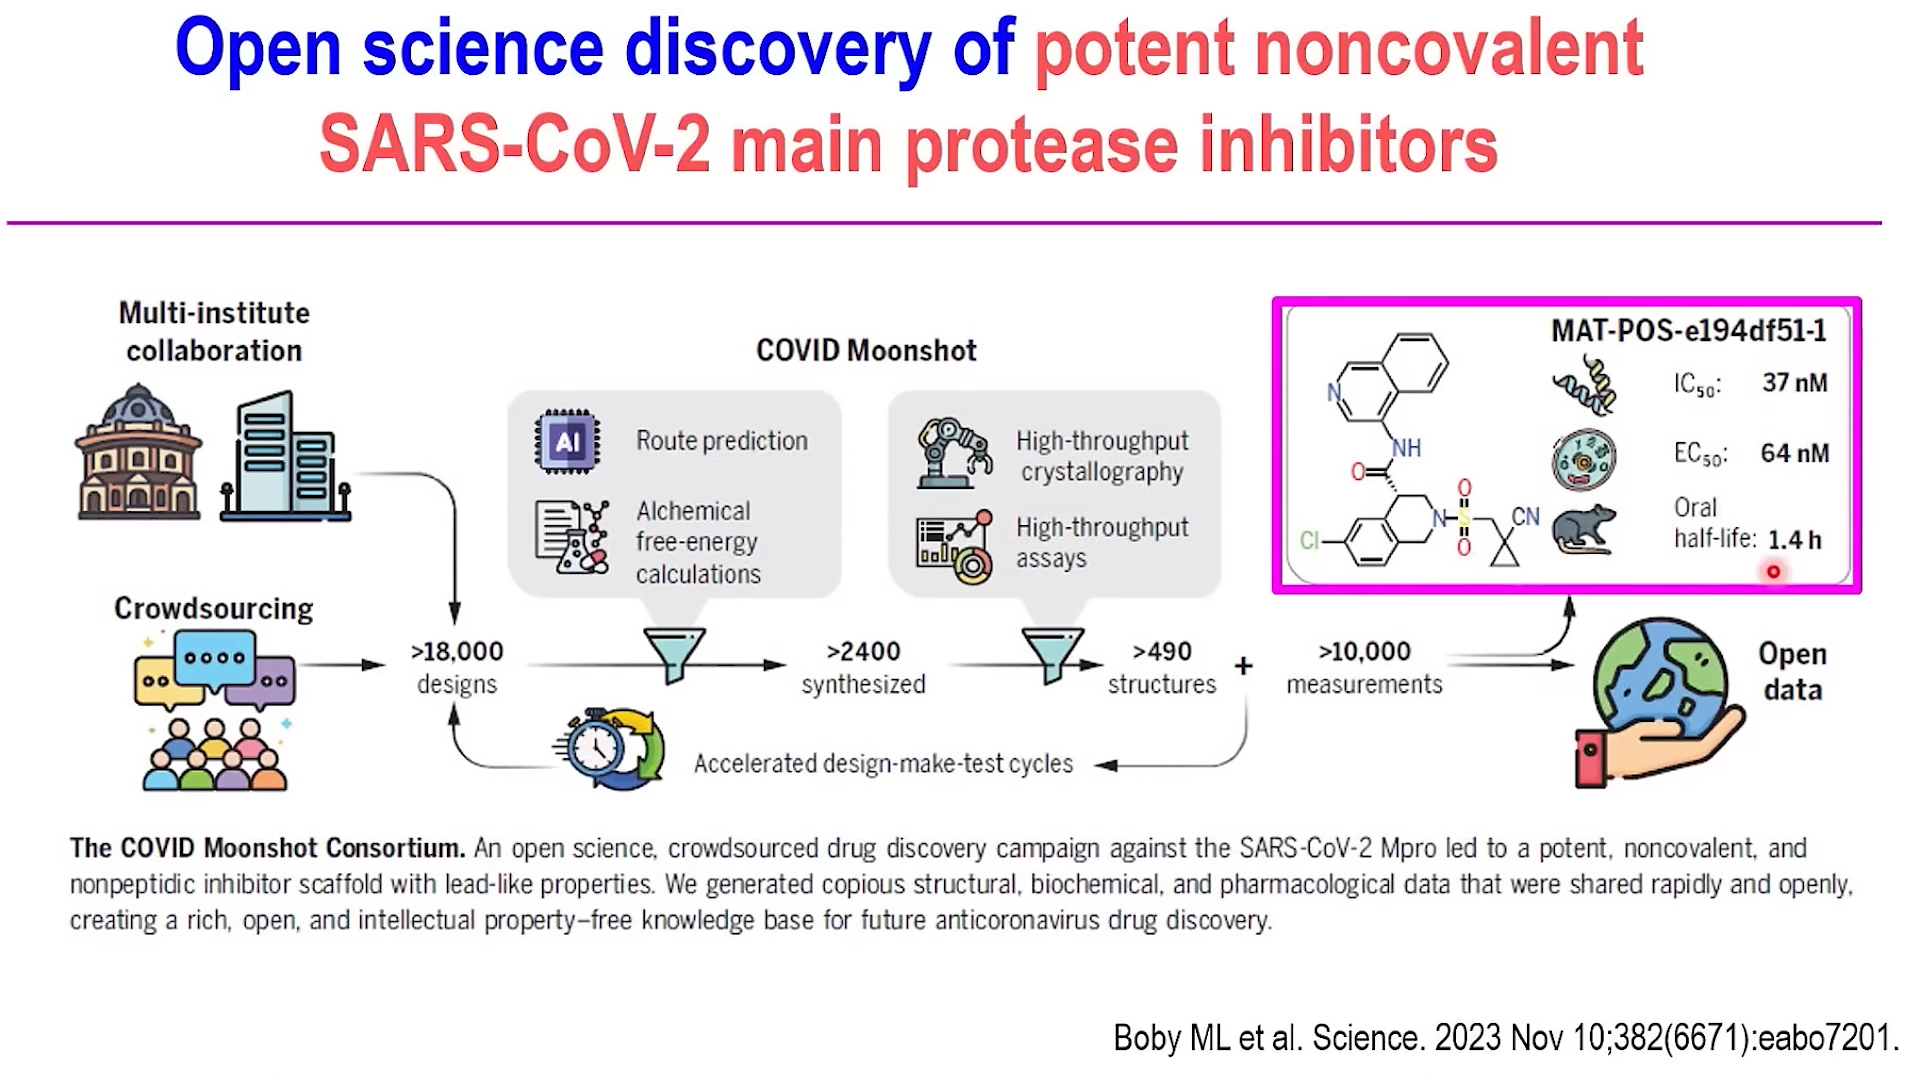 Open science discovery of potent noncovalent
SARS-CoV-2 main protease inhibitors
Multi-institute
collaboration
Crowdsourcing
>18,000
designs
COVID Moonshot
AI
Route prediction
Alchemical
free-energy
calculations
>2400
synthesized
High-throughput
crystallography
High-throughput
assays
>490
structures
+
>10,000
measurements
Accelerated design-make-test cycles
MAT-POS-e194df51-1
IC50: 37 nM
EC50: 64 nM
Oral
half-life: 1.4 h
N
NH
O
O
N
S
O
CN
Cl
Open
data
The COVID Moonshot Consortium. An open science, crowdsourced drug discovery campaign against the SARS-CoV-2 Mpro led to a potent, noncovalent, and
nonpeptidic inhibitor scaffold with lead-like properties. We generated copious structural, biochemical, and pharmacological data that were shared rapidly and openly,
creating a rich, open, and intellectual property–free knowledge base for future anticoronavirus drug discovery.
Boby ML et al. Science. 2023 Nov 10;382(6671):eabo7201.